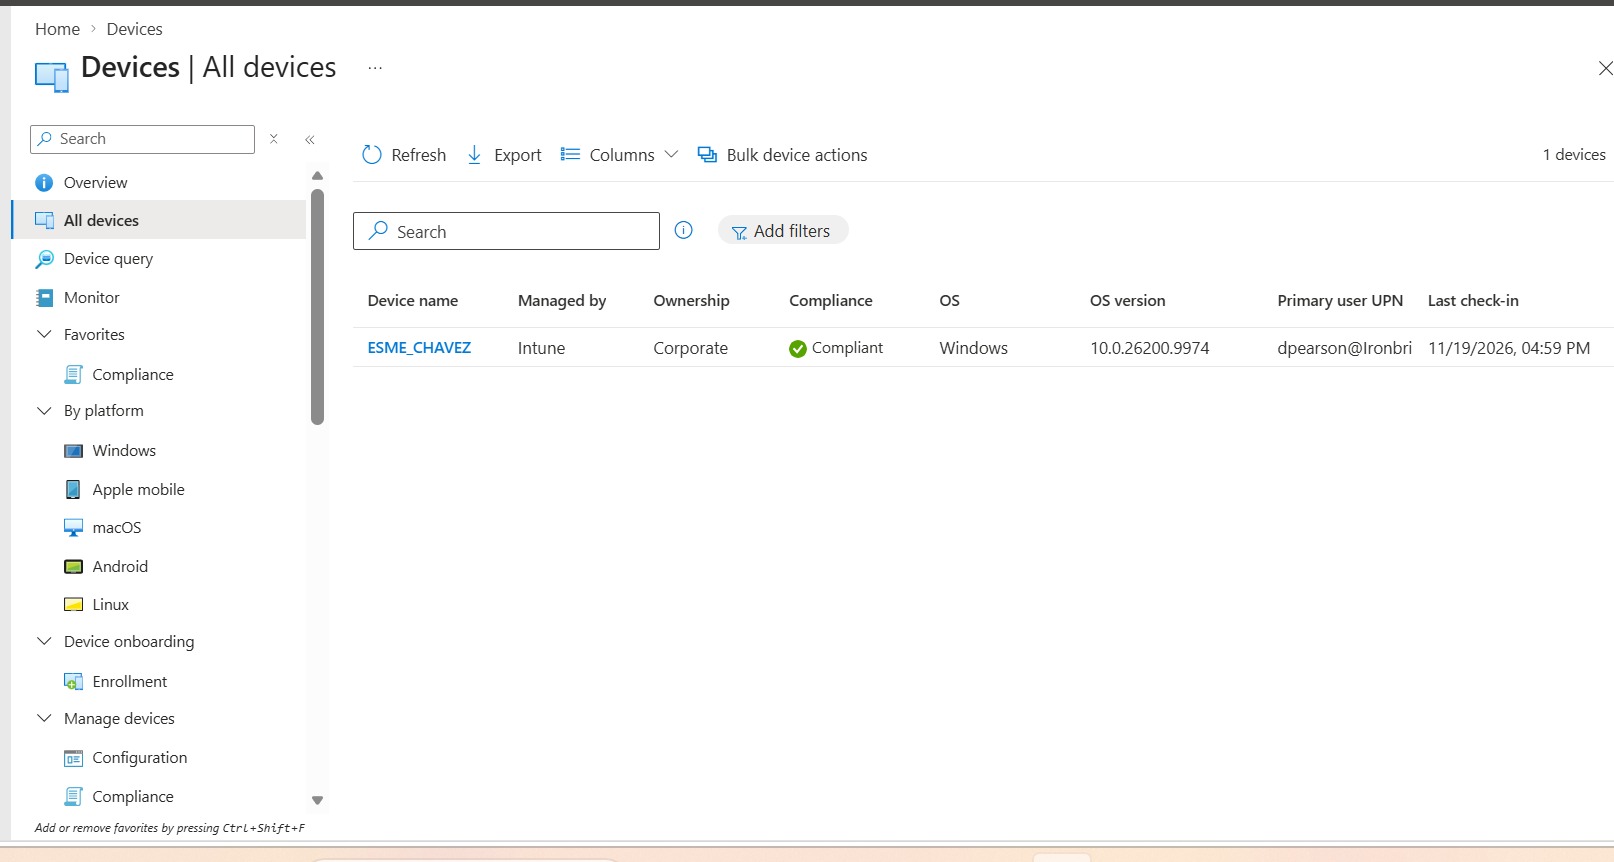 Home > Devices
Devices | All devices ...
Search
Refresh Export Columns Bulk device actions 1 devices
Overview
All devices
Device query
Monitor
Favorites
Compliance
By platform
Windows
Apple mobile
macOS
Android
Linux
Device onboarding
Enrollment
Manage devices
Configuration
Compliance
Add or remove favorites by pressing Ctrl+Shift+F
Search Add filters
Device name Managed by Ownership Compliance OS OS version Primary user UPN Last check-in
ESME_CHAVEZ Intune Corporate Compliant Windows 10.0.26200.9974 dpearson@Ironbri 11/19/2026, 04:59 PM